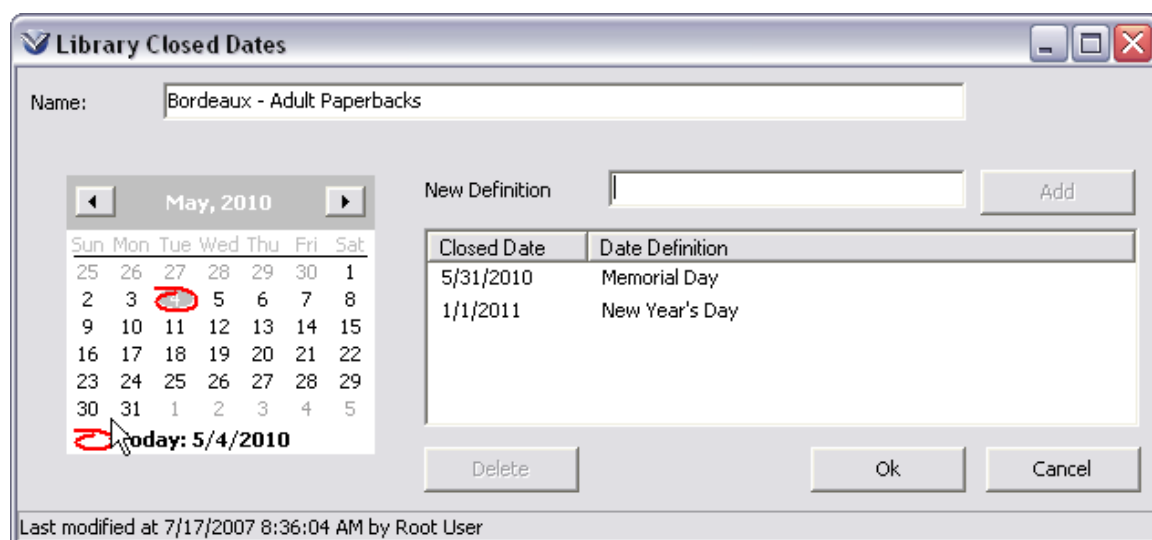 Library Closed Dates
Name: Bordeaux - Adult Paperbacks
May, 2010
Sun Mon Tue Wed Thu Fri Sat
25 26 27 28 29 30 1
2 3 4 5 6 7 8
9 10 11 12 13 14 15
16 17 18 19 20 21 22
23 24 25 26 27 28 29
30 31 1 2 3 4 5
Today: 5/4/2010
New Definition Add
Closed Date Date Definition
5/31/2010 Memorial Day
1/1/2011 New Year's Day
Delete Ok Cancel
Last modified at 7/17/2007 8:36:04 AM by Root User